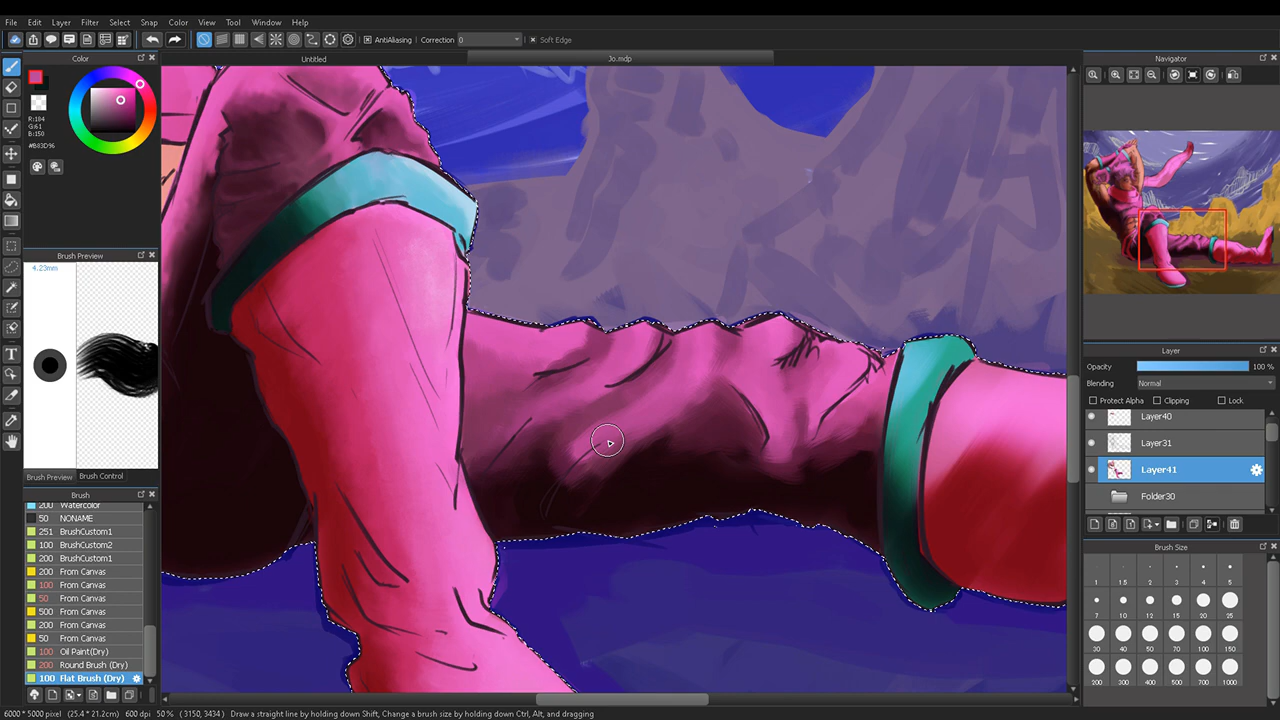 File Edit Layer Filter Select Snap Color View Tool Window Help
AntiAliasing Correction 0 Soft Edge
Color
Untitled
Jo.mdp
Navigator
R:184
G:61
B:150
#B83D96
Brush Preview
4.23mm
Brush Preview Brush Control
Brush
200 Watercolor
50 NONAME
251 BrushCustom1
100 BrushCustom2
200 BrushCustom1
200 From Canvas
100 From Canvas
50 From Canvas
500 From Canvas
200 From Canvas
50 From Canvas
100 Oil Paint(Dry)
200 Round Brush (Dry)
100 Flat Brush (Dry)
Layer
Opacity 100 %
Blending Normal
Protect Alpha Clipping Lock
Layer40
Layer31
Layer41
Folder30
Brush Size
1 1.5 2 3 4 5
7 10 12 15 20 25
30 40 50 70 100 150
200 300 400 500 700 1000
6000 * 5000 pixel (25.4 * 21.2cm) 600 dpi 50 % ( 3150, 3434 ) Draw a straight line by holding down Shift, Change a brush size by holding down Ctrl, Alt, and dragging